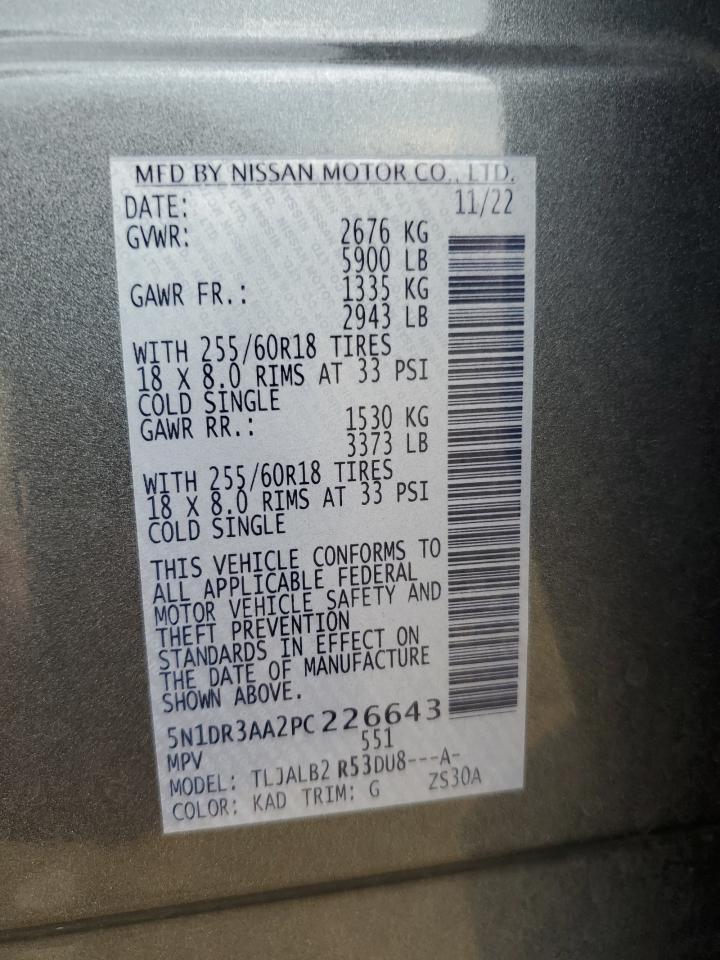 MFD BY NISSAN MOTOR CO., LTD.
DATE: 11/22
GVWR: 2676 KG
5900 LB
GAWR FR.: 1335 KG
2943 LB
WITH 255/60R18 TIRES
18 X 8.0 RIMS AT 33 PSI
COLD SINGLE
GAWR RR.: 1530 KG
3373 LB
WITH 255/60R18 TIRES
18 X 8.0 RIMS AT 33 PSI
COLD SINGLE
THIS VEHICLE CONFORMS TO
ALL APPLICABLE FEDERAL
MOTOR VEHICLE SAFETY AND
THEFT PREVENTION
STANDARDS IN EFFECT ON
THE DATE OF MANUFACTURE
SHOWN ABOVE.
5N1DR3AA2PC226643
MPV 551
MODEL: TLJALB2 R53DU8---A-
COLOR: KAD TRIM: G ZS30A